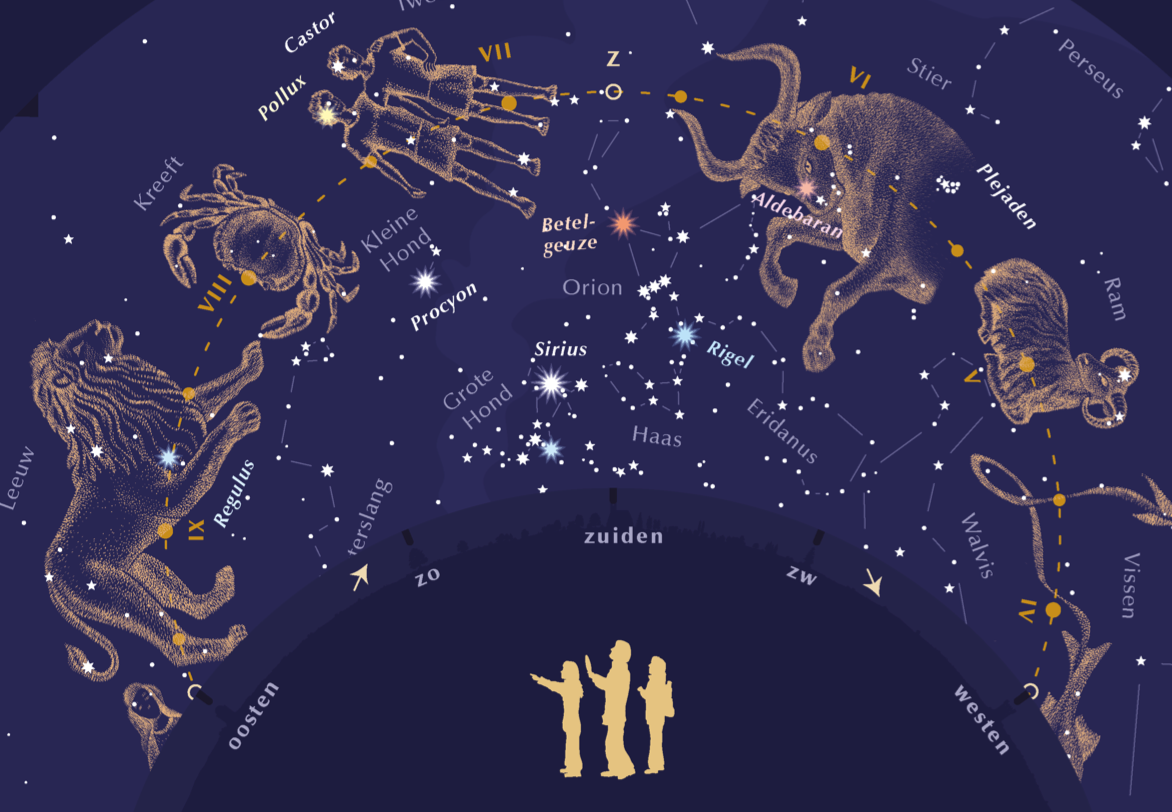 Castor
Pollux
VII
Z
VI
Stier
Perseus
Kreeft
Kleine
Hond
Procyon
VIII
Betel-
geuze
Orion
Aldebaran
Plejaden
Ram
Sirius
Rigel
Grote
Hond
Haas
Eridanus
V
Leeuw
Regulus
IX
terslang
Walvis
Vissen
IV
zuiden
zo
zw
oosten
westen